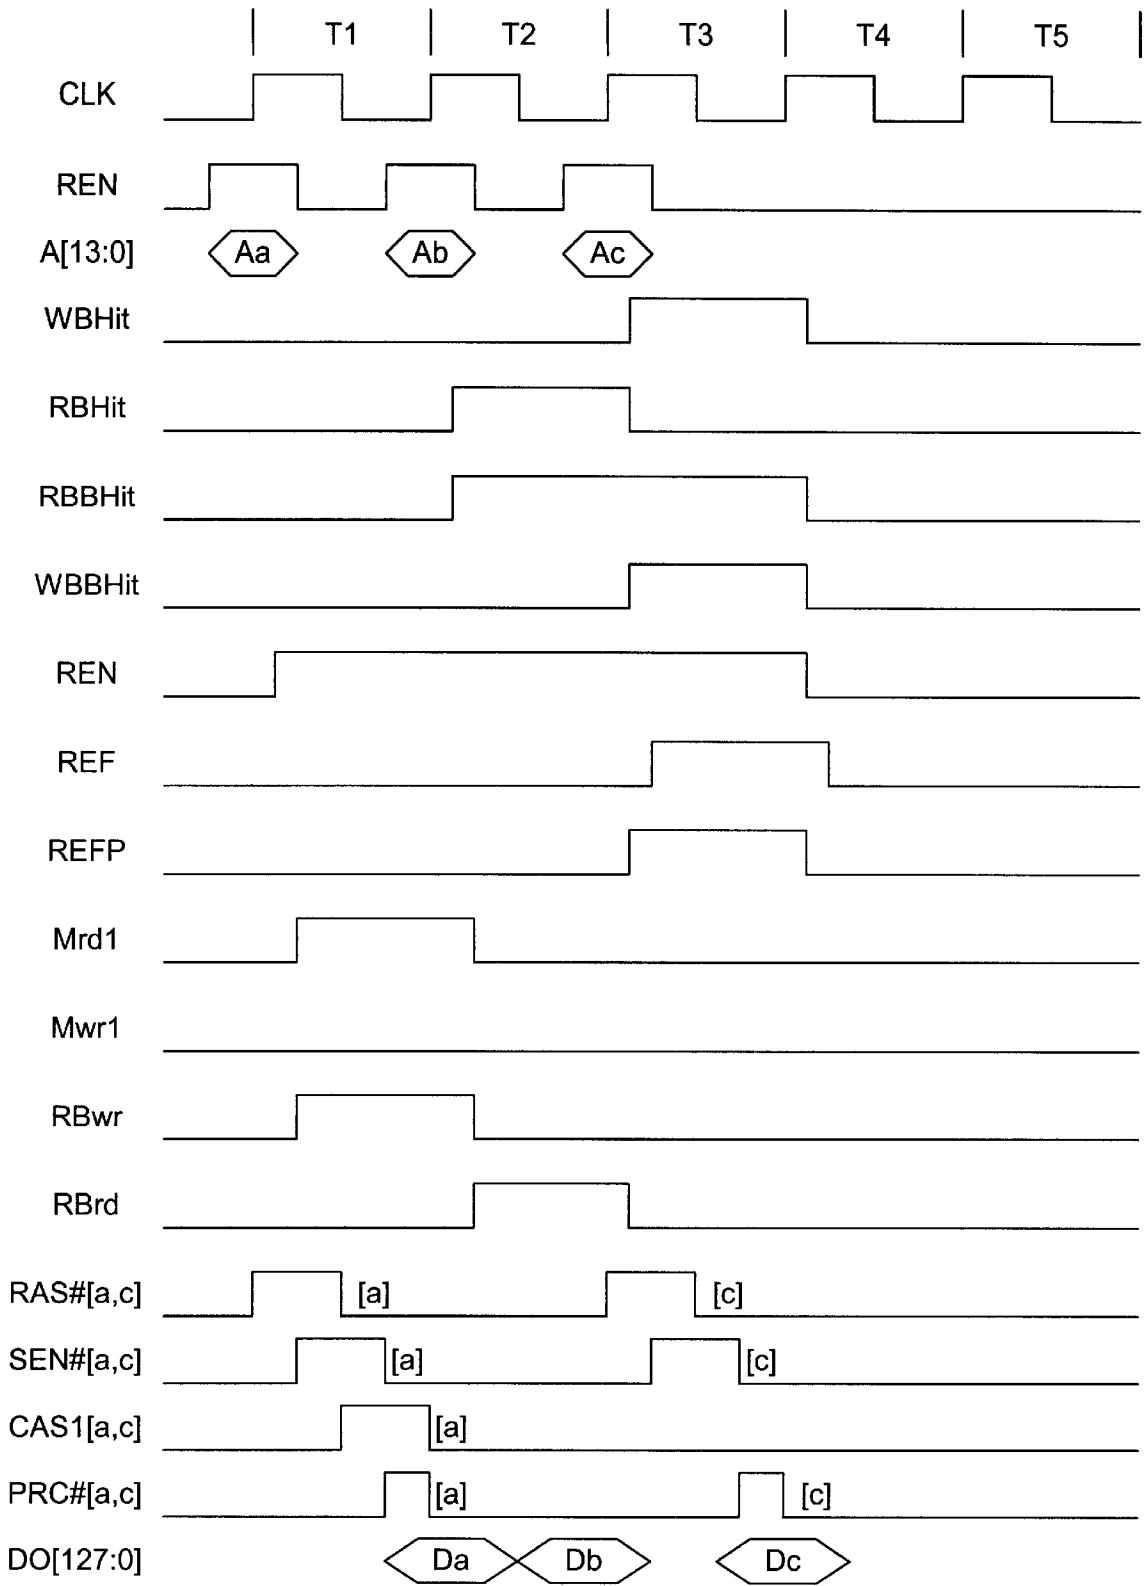 T1 T2 T3 T4 T5
CLK
REN
A[13:0] Aa Ab Ac
WBHit
RBHit
RBBHit
WBBHit
REN
REF
REFP
Mrd1
Mwr1
RBwr
RBrd
RAS#[a,c] [a] [c]
SEN#[a,c] [a] [c]
CAS1[a,c] [a]
PRC#[a,c] [a] [c]
DO[127:0] Da Db Dc